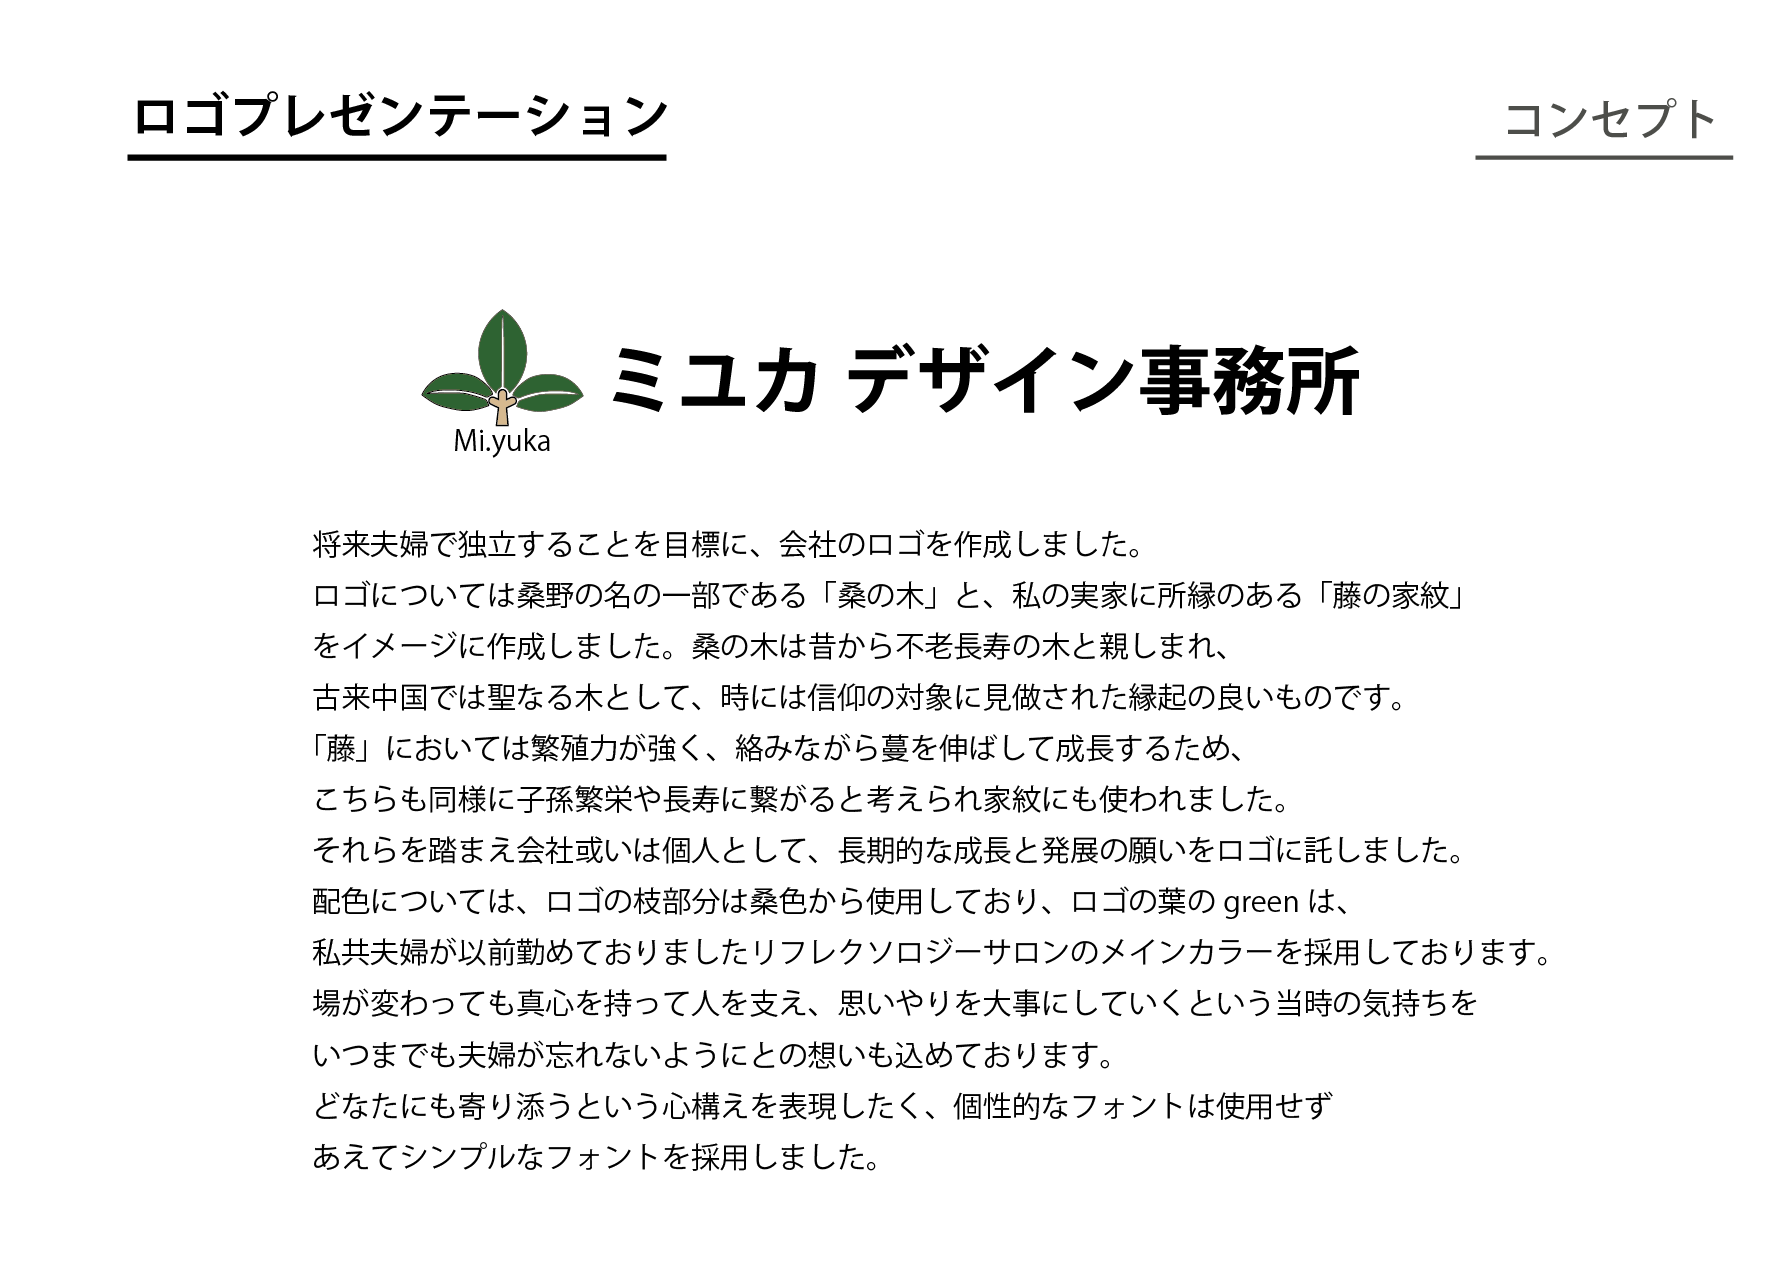 ロゴプレゼンテーション
コンセプト
ミユカ デザイン事務所
Mi.yuka
将来夫婦で独立することを目標に、会社のロゴを作成しました。
ロゴについては桑野の名の一部である「桑の木」と、私の実家に所縁のある「藤の家紋」
をイメージに作成しました。桑の木は昔から不老長寿の木と親しまれ、
古来中国では聖なる木として、時には信仰の対象に見做された縁起の良いものです。
「藤」においては繁殖力が強く、絡みながら蔓を伸ばして成長するため、
こちらも同様に子孫繁栄や長寿に繋がると考えられ家紋にも使われました。
それらを踏まえ会社或いは個人として、長期的な成長と発展の願いをロゴに託しました。
配色については、ロゴの枝部分は桑色から使用しており、ロゴの葉の green は、
私共夫婦が以前勤めておりましたリフレクソロジーサロンのメインカラーを採用しております。
場が変わっても真心を持って人を支え、思いやりを大事にしていくという当時の気持ちを
いつまでも夫婦が忘れないようにとの想いも込めております。
どなたにも寄り添うという心構えを表現したく、個性的なフォントは使用せず
あえてシンプルなフォントを採用しました。